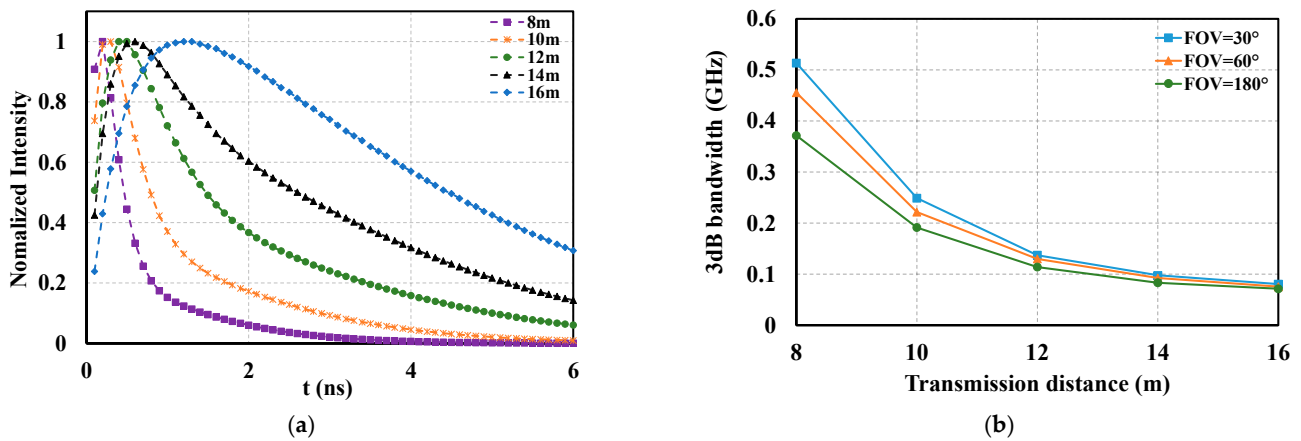 8m
10m
12m
14m
16m
1
0.8
0.6
0.4
0.2
0
Nomalized Intensity
0 2 4 6
t (ns)
(a)
FOV=30°
FOV=60°
FOV=180°
0.6
0.5
0.4
0.3
0.2
0.1
0
3dB bandwidth (GHz)
8 10 12 14 16
Transmission distance (m)
(b)